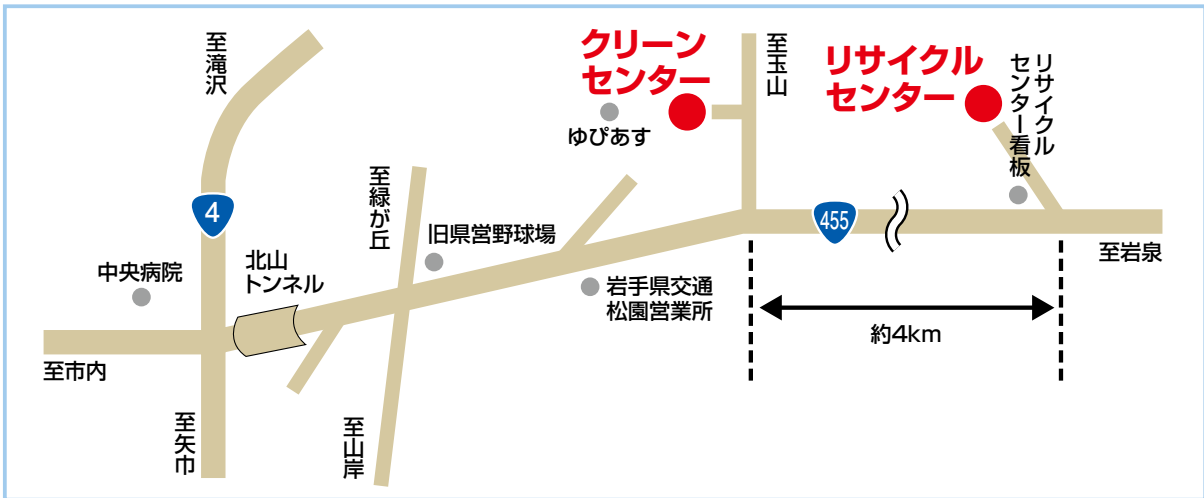 至滝沢
クリーン
センター
至玉山
リサイクル
センター
リサイクル
センター看板
ゆぴあす
4
至緑が丘
455
旧県営野球場
中央病院
北山
トンネル
至岩泉
岩手県交通
松園営業所
約4km
至市内
至矢巾
至山岸